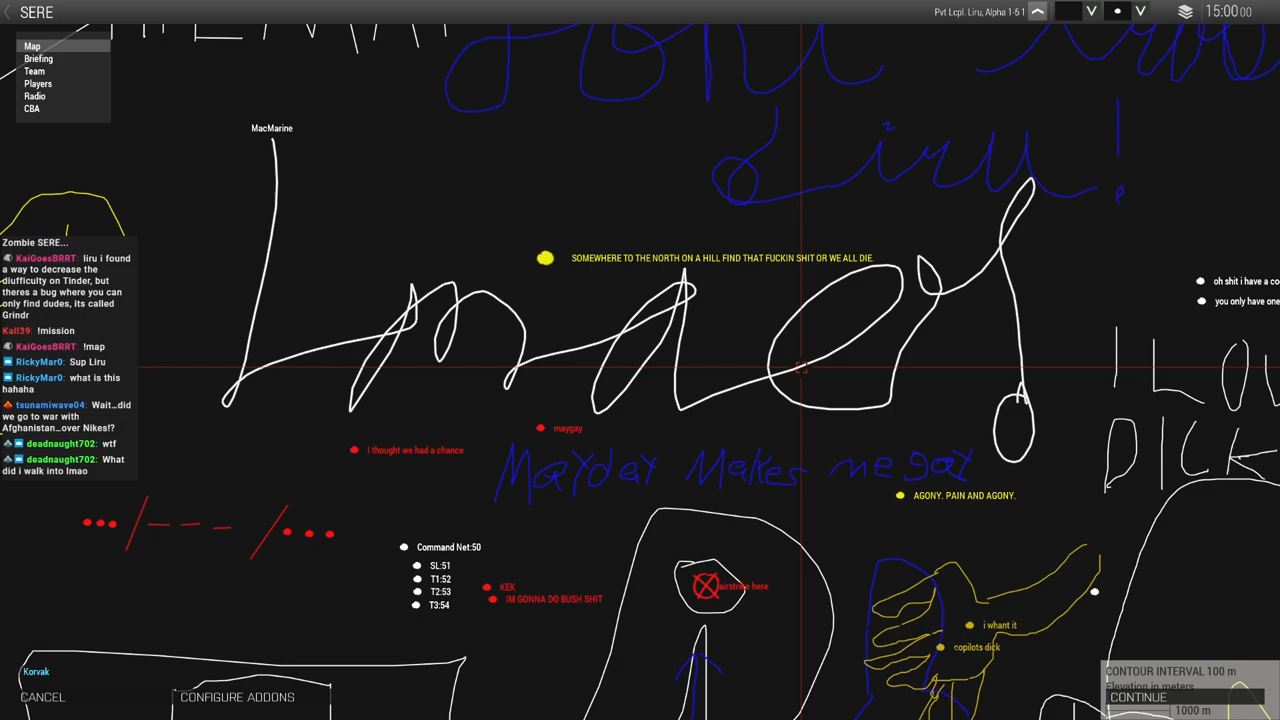 SERE
Pvt Lcpl. Liru, Alpha 1-5 1
15:00:00
Map
Briefing
Team
Players
Radio
CBA
MacMarine
Liru!
Zombie SERE...
KaiGoesBRRT: liru i found
a way to decrease the
diufficulty on Tinder, but
theres a bug where you can
only find dudes, its called
Grindr
Kall39: !mission
KaiGoesBRRT: !map
RickyMar0: Sup Liru
RickyMar0: what is this
hahaha
tsunamiwave04: Wait...did
we go to war with
Afghanistan...over Nikes!?
deadnaught702: wtf
deadnaught702: What
did i walk into lmao
SOMEWHERE TO THE NORTH ON A HILL FIND THAT FUCKIN SHIT OR WE ALL DIE.
oh shit i have a co
you only have one
maygay
I thought we had a chance
MAYDAY MAKES me gay
AGONY. PAIN AND AGONY.
I LOV
DICK
Command Net:50
SL:51
T1:52
T2:53
T3:54
KEK
IM GONNA DO BUSH SHIT
airstrike here
i whant it
copilots dick
Korvak
CANCEL
CONFIGURE ADDONS
CONTOUR INTERVAL 100 m
Elevation in meters
CONTINUE
1000 m